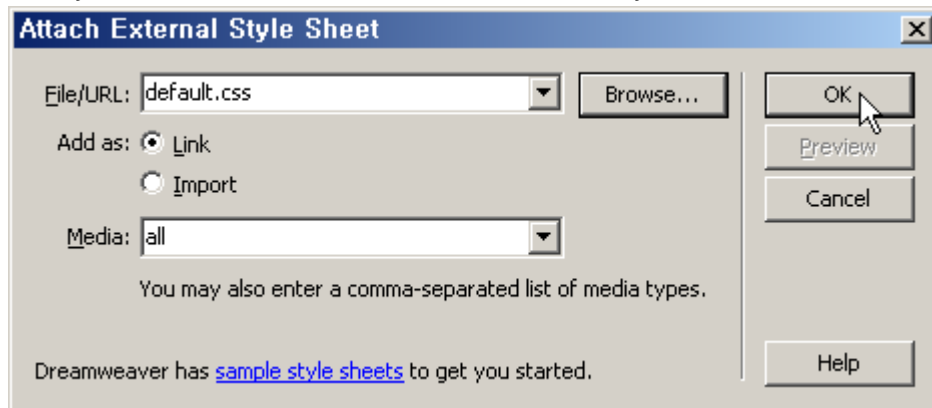 Attach External Style Sheet
File/URL: default.css Browse... OK
Add as: Link Preview
Import Cancel
Media: all
You may also enter a comma-separated list of media types.
Dreamweaver has sample style sheets to get you started. Help